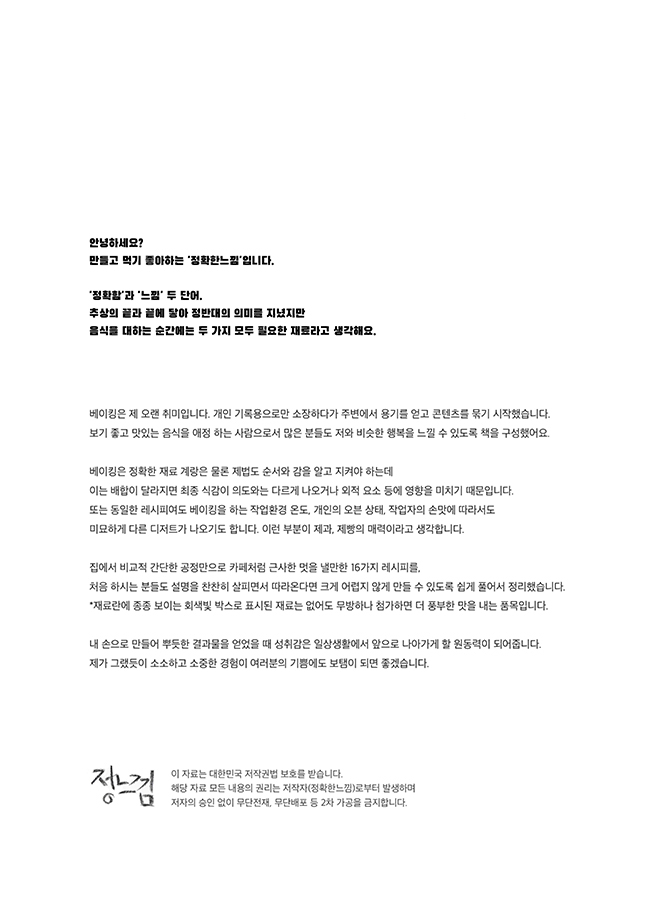 안녕하세요?
만들고 먹기 좋아하는 '정확한느낌'입니다.
'정확함'과 '느낌' 두 단어.
추상의 끝과 끝에 닿아 정반대의 의미를 지녔지만
음식을 대하는 순간에는 두 가지 모두 필요한 재료라고 생각해요.
베이킹은 제 오랜 취미입니다. 개인 기록용으로만 소장하다가 주변에서 용기를 얻고 콘텐츠를 묶기 시작했습니다.
보기 좋고 맛있는 음식을 애정 하는 사람으로서 많은 분들도 저와 비슷한 행복을 느낄 수 있도록 책을 구성했어요.
베이킹은 정확한 재료 계량은 물론 제법도 순서와 감을 알고 지켜야 하는데
이는 배합이 달라지면 최종 식감이 의도와는 다르게 나오거나 외적 요소 등에 영향을 미치기 때문입니다.
또는 동일한 레시피여도 베이킹을 하는 작업환경 온도, 개인의 오븐 상태, 작업자의 손맛에 따라서도
미묘하게 다른 디저트가 나오기도 합니다. 이런 부분이 제과, 제빵의 매력이라고 생각합니다.
집에서 비교적 간단한 공정만으로 카페처럼 근사한 멋을 낼만한 16가지 레시피를,
처음 하시는 분들도 설명을 찬찬히 살피면서 따라온다면 크게 어렵지 않게 만들 수 있도록 쉽게 풀어서 정리했습니다.
*재료란에 종종 보이는 회색빛 박스로 표시된 재료는 없어도 무방하나 첨가하면 더 풍부한 맛을 내는 품목입니다.
내 손으로 만들어 뿌듯한 결과물을 얻었을 때 성취감은 일상생활에서 앞으로 나아가게 할 원동력이 되어줍니다.
제가 그랬듯이 소소하고 소중한 경험이 여러분의 기쁨에도 보탬이 되면 좋겠습니다.
정느낌
이 자료는 대한민국 저작권법 보호를 받습니다.
해당 자료 모든 내용의 권리는 저작자(정확한느낌)로부터 발생하며
저자의 승인 없이 무단전재, 무단배포 등 2차 가공을 금지합니다.